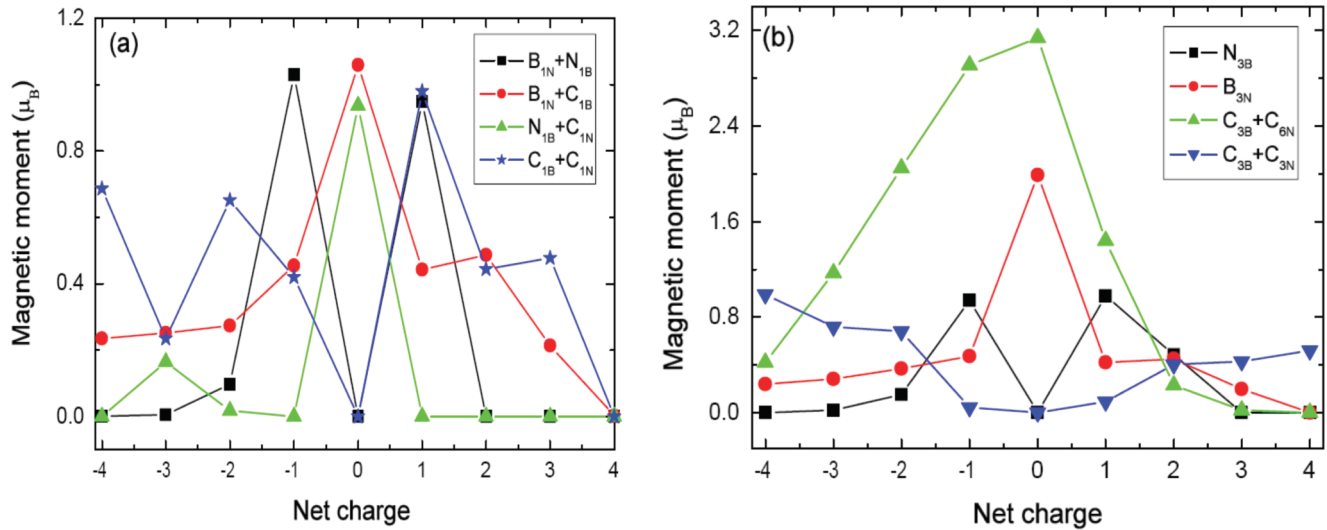 (a)
Magnetic moment (μB)
1.2
0.8
0.4
0.0
B1N+N1B
B1N+C1B
N1B+C1N
C1B+C1N
-4 -3 -2 -1 0 1 2 3 4
Net charge
(b)
Magnetic moment (μB)
3.2
2.4
1.6
0.8
0.0
N3B
B3N
C3B+C6N
C3B+C3N
-4 -3 -2 -1 0 1 2 3 4
Net charge